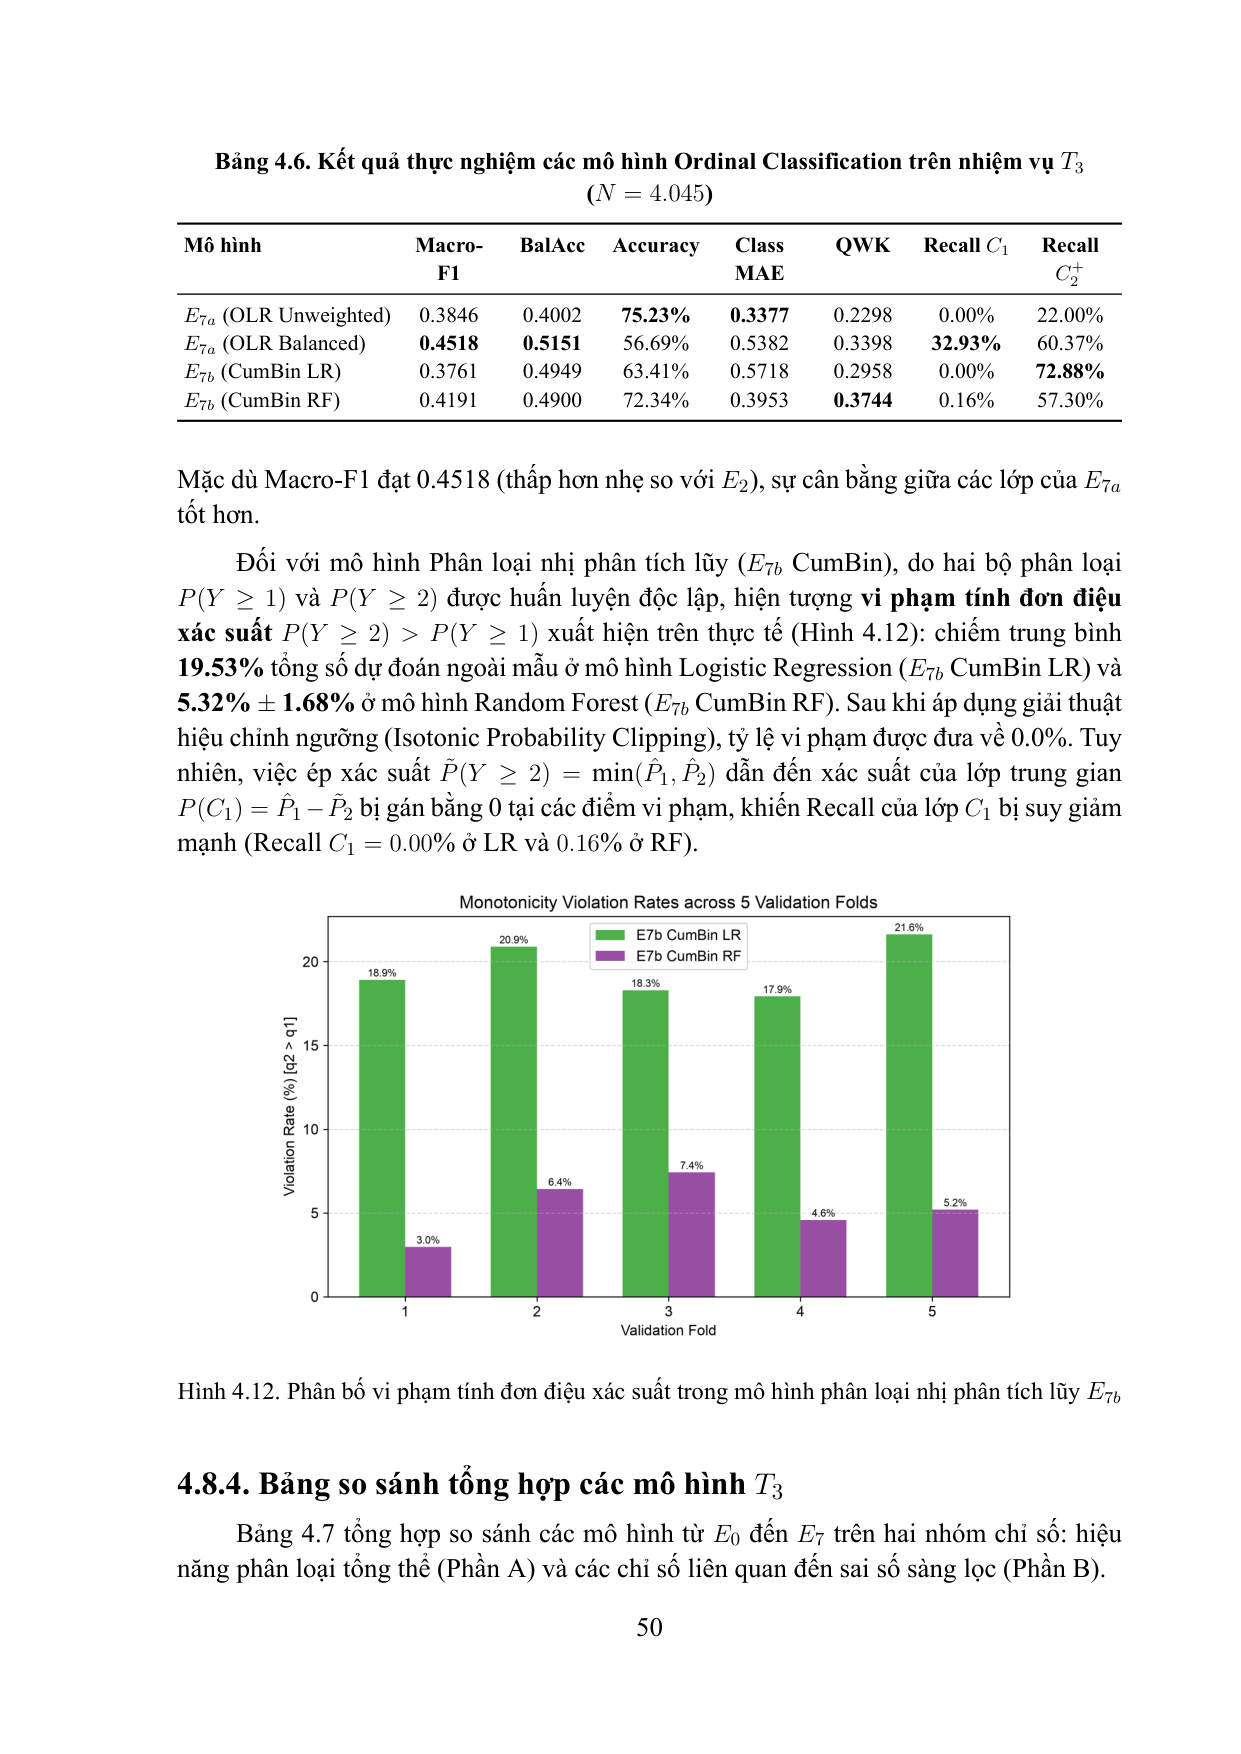 Bảng 4.6. Kết quả thực nghiệm các mô hình Ordinal Classification trên nhiệm vụ T₃
(N = 4.045)
Mô hình Macro-F1 BalAcc Accuracy Class MAE QWK Recall C₁ Recall C₂⁺
E₇ₐ (OLR Unweighted) 0.3846 0.4002 75.23% 0.3377 0.2298 0.00% 22.00%
E₇ₐ (OLR Balanced) 0.4518 0.5151 56.69% 0.5382 0.3398 32.93% 60.37%
E_{7b} (CumBin LR) 0.3761 0.4949 63.41% 0.5718 0.2958 0.00% 72.88%
E_{7b} (CumBin RF) 0.4191 0.4900 72.34% 0.3953 0.3744 0.16% 57.30%
Mặc dù Macro-F1 đạt 0.4518 (thấp hơn nhẹ so với E₂), sự cân bằng giữa các lớp của E₇ₐ
tốt hơn.
Đối với mô hình Phân loại nhị phân tích lũy (E_{7b} CumBin), do hai bộ phân loại
P(Y ≥ 1) và P(Y ≥ 2) được huấn luyện độc lập, hiện tượng vi phạm tính đơn điệu
xác suất P(Y ≥ 2) > P(Y ≥ 1) xuất hiện trên thực tế (Hình 4.12): chiếm trung bình
19.53% tổng số dự đoán ngoài mẫu ở mô hình Logistic Regression (E_{7b} CumBin LR) và
5.32% ± 1.68% ở mô hình Random Forest (E_{7b} CumBin RF). Sau khi áp dụng giải thuật
hiệu chỉnh ngưỡng (Isotonic Probability Clipping), tỷ lệ vi phạm được đưa về 0.0%. Tuy
nhiên, việc ép xác suất P̃(Y ≥ 2) = min(P̂₁, P̂₂) dẫn đến xác suất của lớp trung gian
P(C₁) = P̂₁ − P̃₂ bị gán bằng 0 tại các điểm vi phạm, khiến Recall của lớp C₁ bị suy giảm
mạnh (Recall C₁ = 0.00% ở LR và 0.16% ở RF).
Monotonicity Violation Rates across 5 Validation Folds
E7b CumBin LR
E7b CumBin RF
Violation Rate (%) [q2 > q1]
20
15
10
5
0
18.9% 20.9% 18.3% 17.9% 21.6%
3.0% 6.4% 7.4% 4.6% 5.2%
1 2 3 4 5
Validation Fold
Hình 4.12. Phân bố vi phạm tính đơn điệu xác suất trong mô hình phân loại nhị phân tích lũy E_{7b}
4.8.4. Bảng so sánh tổng hợp các mô hình T₃
Bảng 4.7 tổng hợp so sánh các mô hình từ E₀ đến E₇ trên hai nhóm chỉ số: hiệu
năng phân loại tổng thể (Phần A) và các chỉ số liên quan đến sai số sàng lọc (Phần B).
50